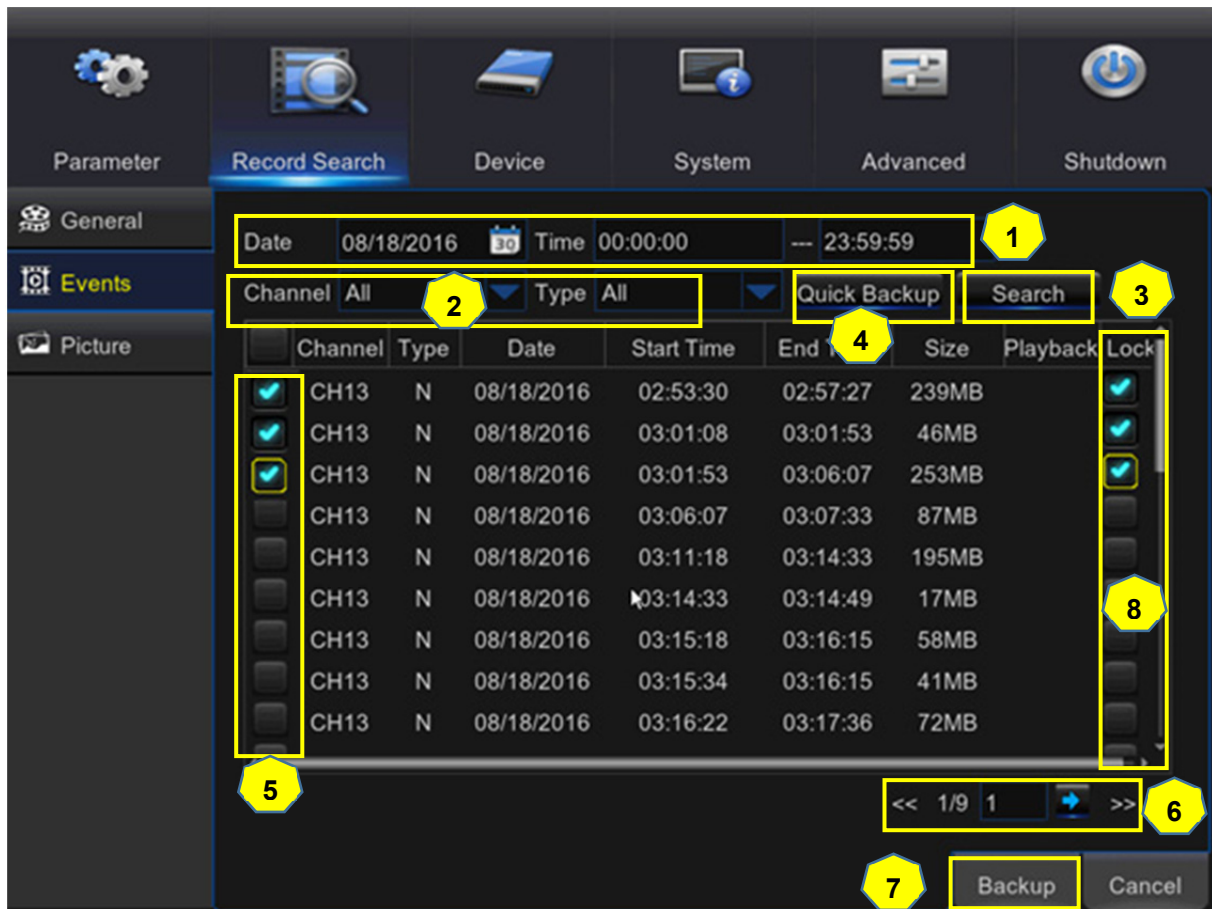 Parameter Record Search Device System Advanced Shutdown
General
Events
Picture
Date 08/18/2016 30 Time 00:00:00 --- 23:59:59 1
Channel All 2 Type All Quick Backup Search 3
4
Channel Type Date Start Time End Size Playback Lock
CH13 N 08/18/2016 02:53:30 02:57:27 239MB
CH13 N 08/18/2016 03:01:08 03:01:53 46MB
CH13 N 08/18/2016 03:01:53 03:06:07 253MB
CH13 N 08/18/2016 03:06:07 03:07:33 87MB
CH13 N 08/18/2016 03:11:18 03:14:33 195MB
CH13 N 08/18/2016 03:14:33 03:14:49 17MB
8
CH13 N 08/18/2016 03:15:18 03:16:15 58MB
CH13 N 08/18/2016 03:15:34 03:16:15 41MB
CH13 N 08/18/2016 03:16:22 03:17:36 72MB
5
<< 1/9 1 >> 6
7 Backup Cancel